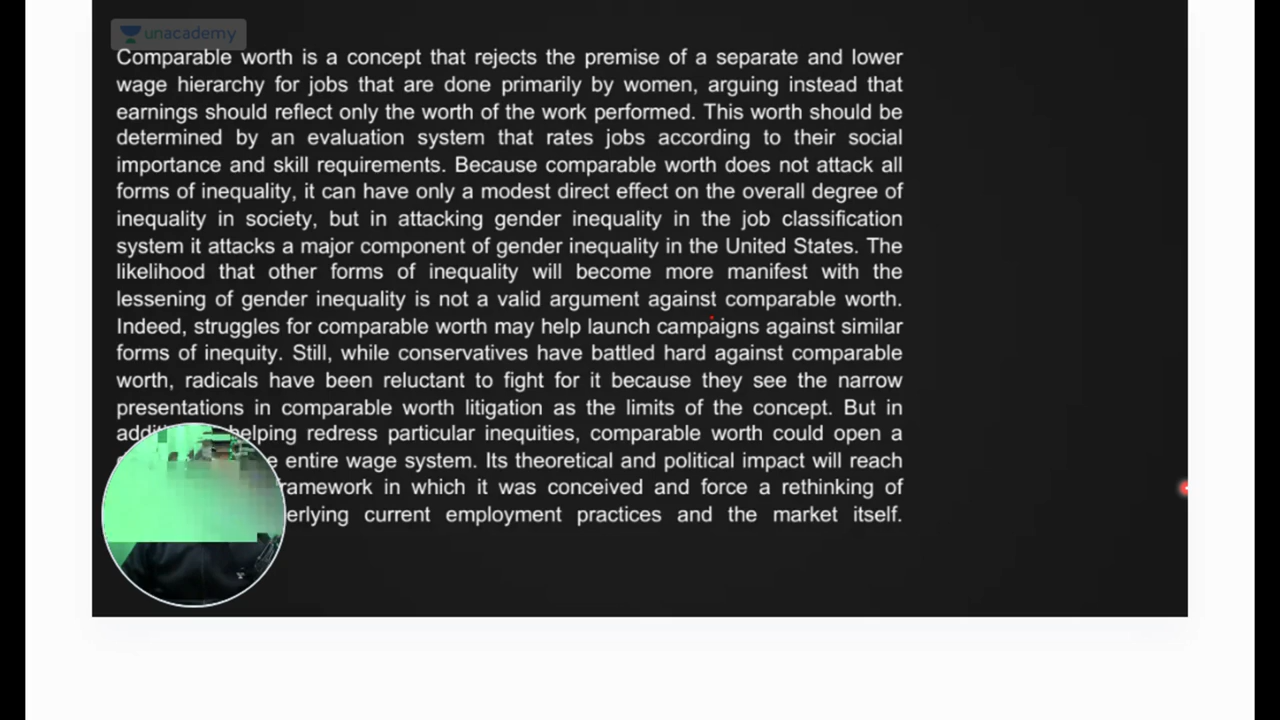 unacademy
Comparable worth is a concept that rejects the premise of a separate and lower
wage hierarchy for jobs that are done primarily by women, arguing instead that
earnings should reflect only the worth of the work performed. This worth should be
determined by an evaluation system that rates jobs according to their social
importance and skill requirements. Because comparable worth does not attack all
forms of inequality, it can have only a modest direct effect on the overall degree of
inequality in society, but in attacking gender inequality in the job classification
system it attacks a major component of gender inequality in the United States. The
likelihood that other forms of inequality will become more manifest with the
lessening of gender inequality is not a valid argument against comparable worth.
Indeed, struggles for comparable worth may help launch campaigns against similar
forms of inequity. Still, while conservatives have battled hard against comparable
worth, radicals have been reluctant to fight for it because they see the narrow
presentations in comparable worth litigation as the limits of the concept. But in
helping redress particular inequities, comparable worth could open a
entire wage system. Its theoretical and political impact will reach
in which it was conceived and force a rethinking of
current employment practices and the market itself.